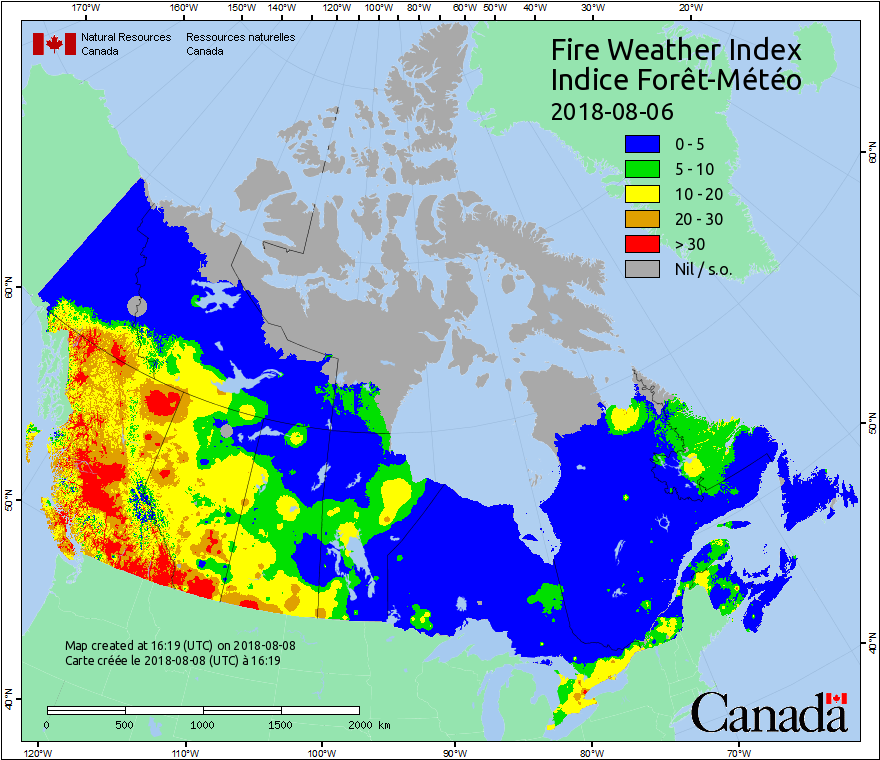 170°W 160°W 150°W 140°W 120°W 100°W 80°W 60°W 50°W 40°W 30°W 20°W
Natural Resources Ressources naturelles
Canada Canada
Fire Weather Index
Indice Forêt-Météo
2018-08-06
0 - 5
5 - 10
10 - 20
20 - 30
> 30
Nil / s.o.
60°N
50°N
40°N
60°N
50°N
40°N
Map created at 16:19 (UTC) on 2018-08-08
Carte créée le 2018-08-08 (UTC) à 16:19
0 500 1000 1500 2000 km
Canada
120°W 110°W 100°W 90°W 80°W 70°W